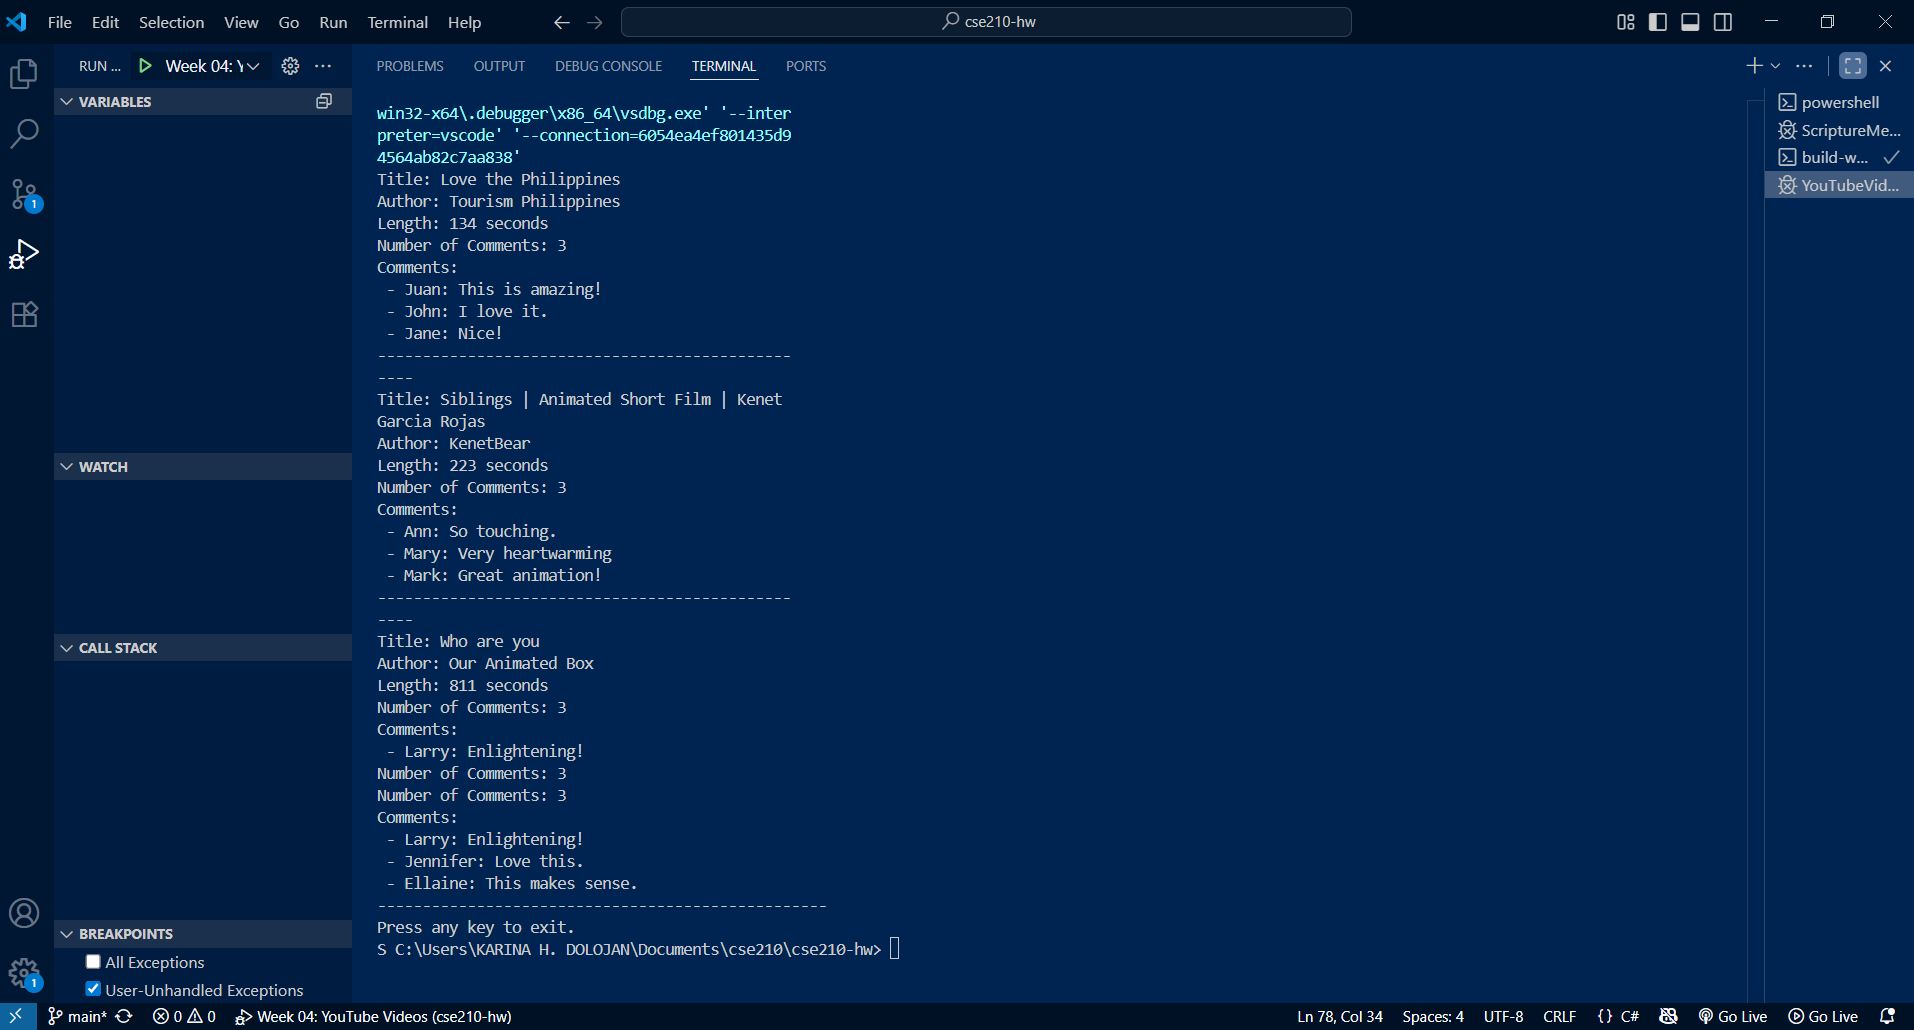 File Edit Selection View Go Run Terminal Help
cse210-hw
RUN ... Week 04: Y
PROBLEMS OUTPUT DEBUG CONSOLE TERMINAL PORTS
VARIABLES
WATCH
CALL STACK
BREAKPOINTS
All Exceptions
User-Unhandled Exceptions
1
1
win32-x64\.debugger\x86_64\vsdbg.exe' '--inter
preter=vscode' '--connection=6054ea4ef801435d9
4564ab82c7aa838'
Title: Love the Philippines
Author: Tourism Philippines
Length: 134 seconds
Number of Comments: 3
Comments:
- Juan: This is amazing!
- John: I love it.
- Jane: Nice!
----------------------------------------------
----
Title: Siblings | Animated Short Film | Kenet
Garcia Rojas
Author: KenetBear
Length: 223 seconds
Number of Comments: 3
Comments:
- Ann: So touching.
- Mary: Very heartwarming
- Mark: Great animation!
----------------------------------------------
----
Title: Who are you
Author: Our Animated Box
Length: 811 seconds
Number of Comments: 3
Comments:
- Larry: Enlightening!
Number of Comments: 3
Number of Comments: 3
Comments:
- Larry: Enlightening!
- Jennifer: Love this.
- Ellaine: This makes sense.
--------------------------------------------------
Press any key to exit.
S C:\Users\KARINA H. DOLOJAN\Documents\cse210\cse210-hw>
powershell
ScriptureMe...
build-w...
YouTubeVid...
main* 0 0 Week 04: YouTube Videos (cse210-hw) Ln 78, Col 34 Spaces: 4 UTF-8 CRLF {} C# Go Live Go Live